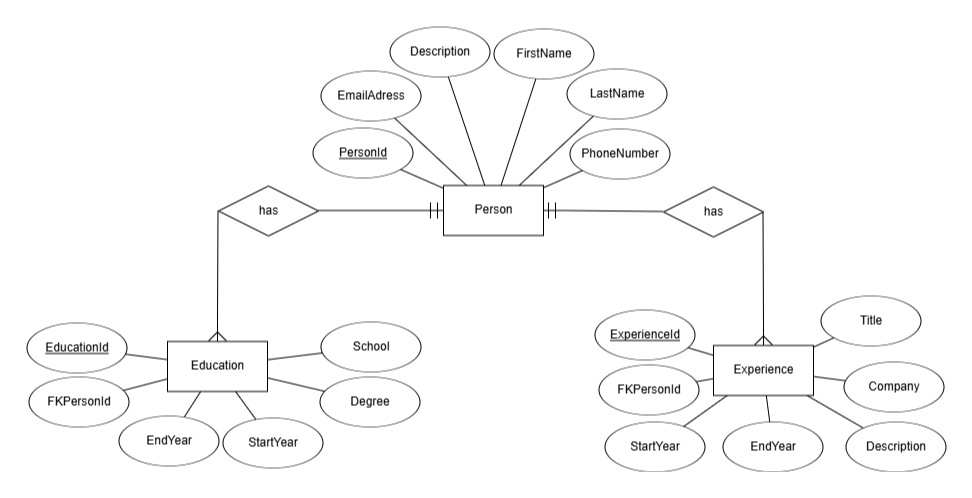 Description
FirstName
EmailAdress
LastName
PersonId
PhoneNumber
has
Person
has
EducationId
School
Education
FKPersonId
Degree
EndYear
StartYear
ExperienceId
Title
Experience
FKPersonId
Company
StartYear
EndYear
Description